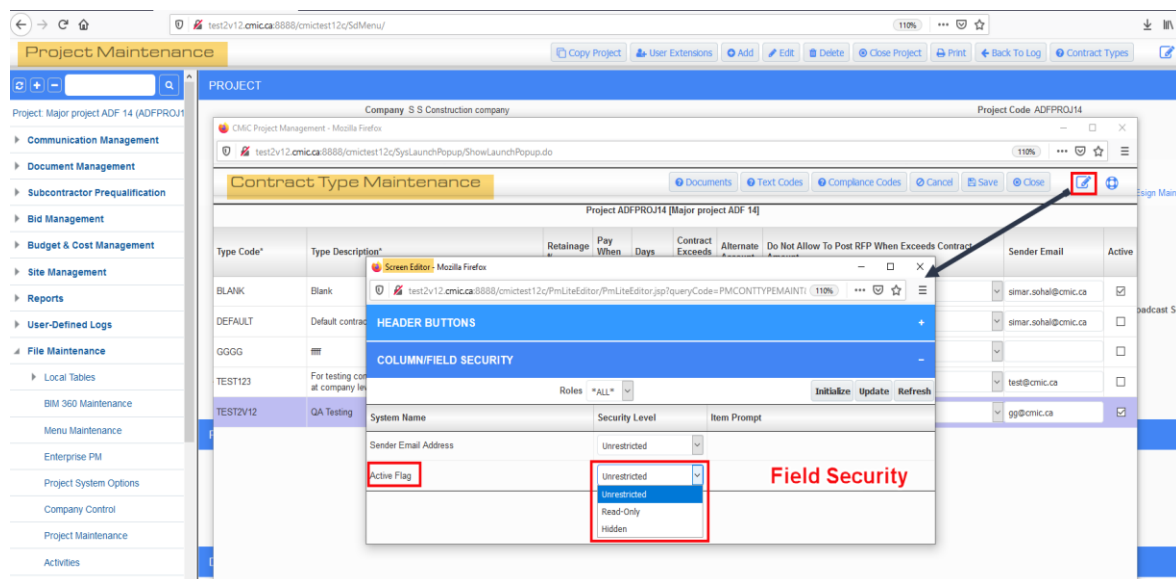 test2v12.cmic.ca:8888/cmictest12c/SdMenu/
110%
Project Maintenance
Copy Project
User Extensions
Add
Edit
Delete
Close Project
Print
Back To Log
Contract Types
PROJECT
Project: Major project ADF 14 (ADFPROJ1
Company S S Construction company
Project Code ADFPROJ14
CMiC Project Management - Mozilla Firefox
test2v12.cmic.ca:8888/cmictest12c/SysLaunchPopup/ShowLaunchPopup.do
110%
Contract Type Maintenance
Documents
Text Codes
Compliance Codes
Cancel
Save
Close
Project ADFPROJ14 [Major project ADF 14]
Type Code*
Type Description*
Retainage
Pay When
Days
Contract Exceeds
Alternate
Do Not Allow To Post RFP When Exceeds Contract
Sender Email
Active
BLANK
Blank
simar.sohal@cmic.ca
DEFAULT
Default contrac
simar.sohal@cmic.ca
GGGG
ffff
TEST123
For testing con
at company lev
test@cmic.ca
TEST2V12
QA Testing
gg@cmic.ca
Communication Management
Document Management
Subcontractor Prequalification
Bid Management
Budget & Cost Management
Site Management
Reports
User-Defined Logs
File Maintenance
Local Tables
BIM 360 Maintenance
Menu Maintenance
Enterprise PM
Project System Options
Company Control
Project Maintenance
Activities
Screen Editor - Mozilla Firefox
test2v12.cmic.ca:8888/cmictest12c/PmLiteEditor/PmLiteEditor.jsp?queryCode=PMCONTTYPEMAINT
110%
HEADER BUTTONS
COLUMN/FIELD SECURITY
Roles *ALL*
Initialize
Update
Refresh
System Name
Security Level
Item Prompt
Sender Email Address
Unrestricted
Active Flag
Unrestricted
Unrestricted
Read-Only
Hidden
Field Security
esign Main
oadcast S